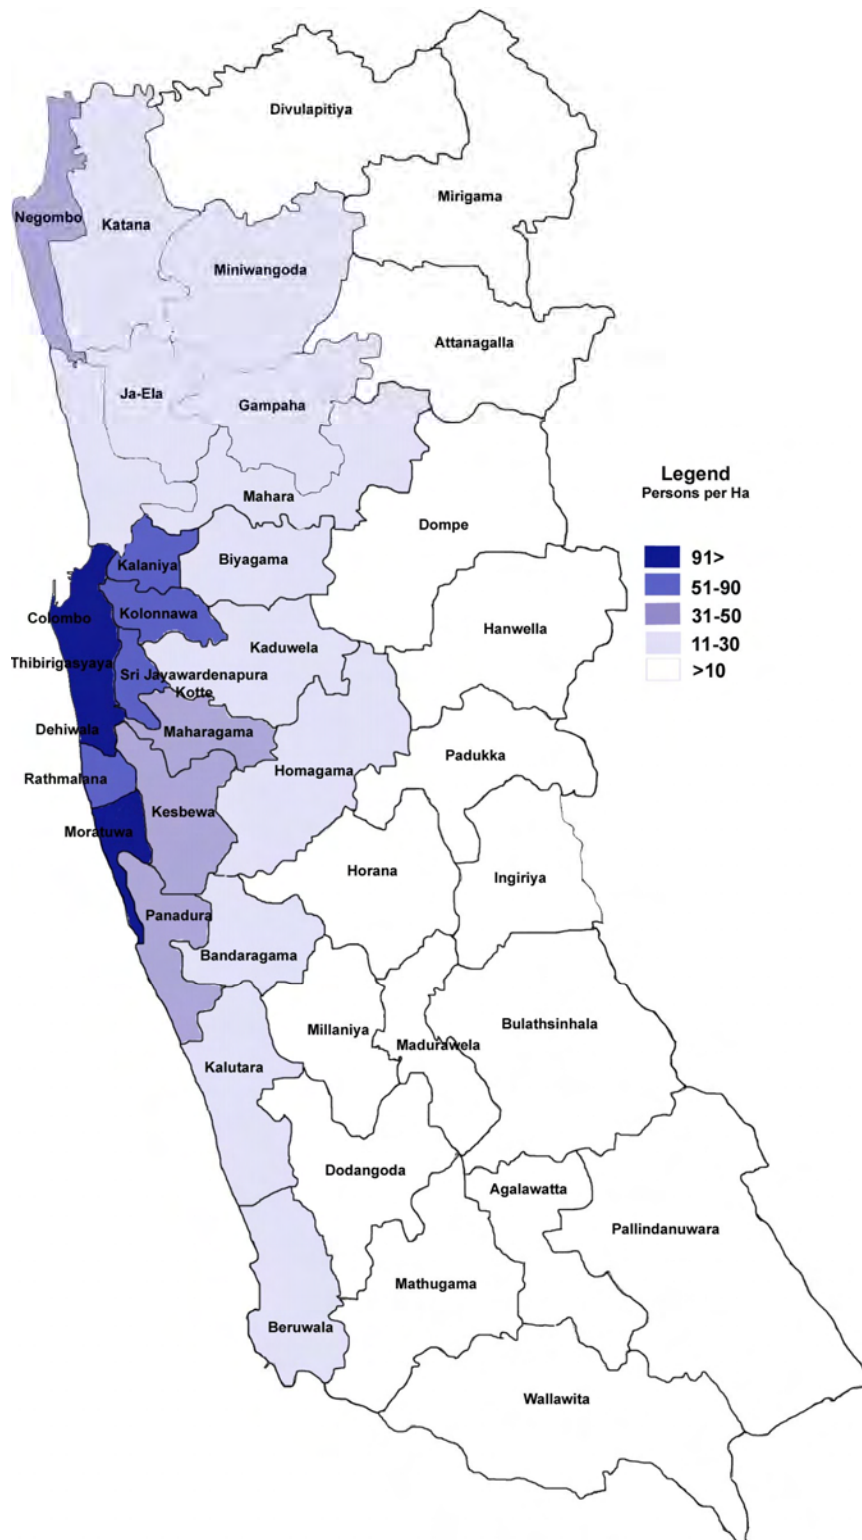 Divulapitiya
Mirigama
Negombo
Katana
Miniwangoda
Attanagalla
Ja-Ela
Gampaha
Mahara
Legend
Persons per Ha
91>
51-90
31-50
11-30
>10
Dompe
Kalaniya
Biyagama
Colombo
Kolonnawa
Hanwella
Kaduwela
Thibirigasyaya
Sri Jayawardenapura
Kotte
Dehiwala
Maharagama
Padukka
Rathmalana
Homagama
Kesbewa
Moratuwa
Horana
Ingiriya
Panadura
Bandaragama
Millaniya
Bulathsinhala
Madurawela
Kalutara
Dodangoda
Agalawatta
Pallindanuwara
Mathugama
Beruwala
Wallawita